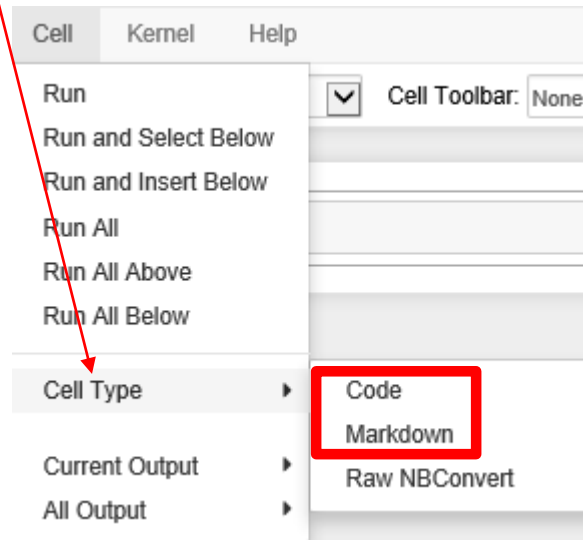 Cell Kernel Help
Run
Cell Toolbar: None
Run and Select Below
Run and Insert Below
Run All
Run All Above
Run All Below
Cell Type
Code
Markdown
Current Output
Raw NBConvert
All Output